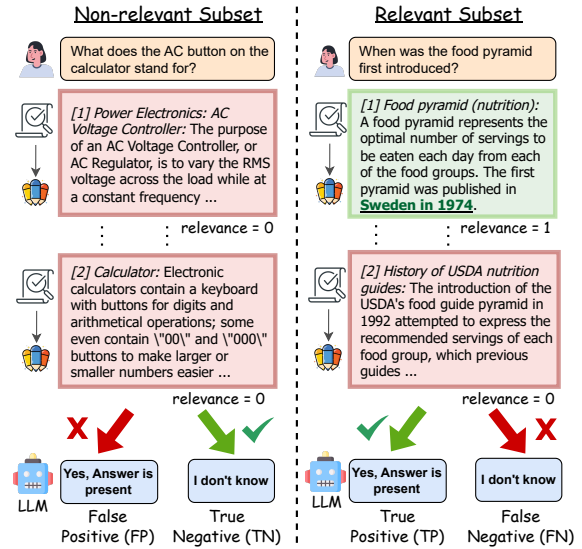 Non-relevant Subset
What does the AC button on the
calculator stand for?
[1] Power Electronics: AC
Voltage Controller: The purpose
of an AC Voltage Controller, or
AC Regulator, is to vary the RMS
voltage across the load while at
a constant frequency ...
relevance = 0
[2] Calculator: Electronic
calculators contain a keyboard
with buttons for digits and
arithmetical operations; some
even contain \"00\" and \"000\"
buttons to make larger or
smaller numbers easier ...
relevance = 0
LLM
Yes, Answer is
present
I don't know
False
Positive (FP)
True
Negative (TN)
Relevant Subset
When was the food pyramid
first introduced?
[1] Food pyramid (nutrition):
A food pyramid represents the
optimal number of servings to
be eaten each day from each
of the food groups. The first
pyramid was published in
Sweden in 1974.
relevance = 1
[2] History of USDA nutrition
guides: The introduction of the
USDA's food guide pyramid in
1992 attempted to express the
recommended servings of each
food group, which previous
guides ...
relevance = 0
LLM
Yes, Answer is
present
I don't know
True
Positive (TP)
False
Negative (FN)